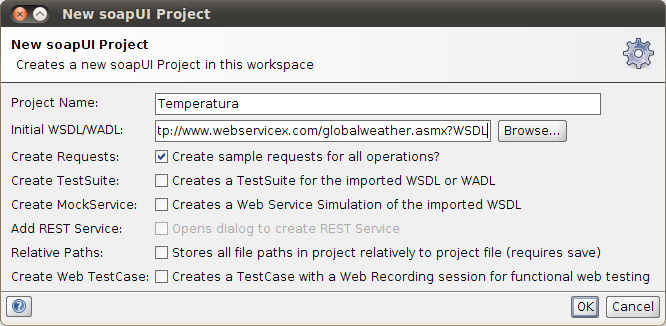 New soapUI Project
New soapUI Project
Creates a new soapUI Project in this workspace
Project Name: Temperatura
Initial WSDL/WADL: tp://www.webservicex.com/globalweather.asmx?WSDL Browse...
Create Requests: Create sample requests for all operations?
Create TestSuite: Creates a TestSuite for the imported WSDL or WADL
Create MockService: Creates a Web Service Simulation of the imported WSDL
Add REST Service: Opens dialog to create REST Service
Relative Paths: Stores all file paths in project relatively to project file (requires save)
Create Web TestCase: Creates a TestCase with a Web Recording session for functional web testing
? OK Cancel